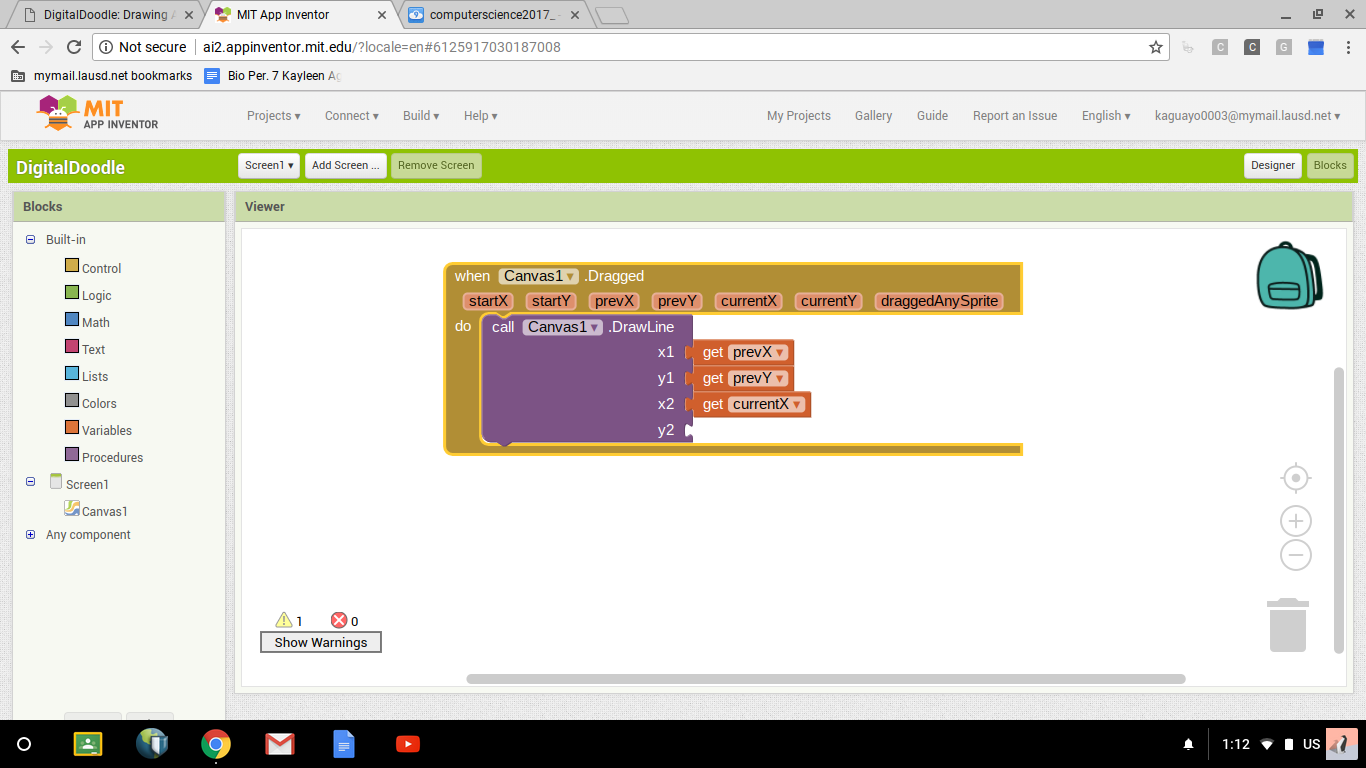 DigitalDoodle: Drawing
MIT App Inventor
computerscience2017_
Not secure ai2.appinventor.mit.edu/?locale=en#6125917030187008
C C G
mymail.lausd.net bookmarks Bio Per. 7 Kayleen
MIT
APP INVENTOR
Projects ▾ Connect ▾ Build ▾ Help ▾ My Projects Gallery Guide Report an Issue English ▾ kaguayo0003@mymail.lausd.net ▾
DigitalDoodle Screen1 ▾ Add Screen ... Remove Screen Designer Blocks
Blocks
Built-in
Control
Logic
Math
Text
Lists
Colors
Variables
Procedures
Screen1
Canvas1
Any component
Viewer
when Canvas1 ▾ .Dragged
startX startY prevX prevY currentX currentY draggedAnySprite
do call Canvas1 ▾ .DrawLine
x1 get prevX ▾
y1 get prevY ▾
x2 get currentX ▾
y2
1 0
Show Warnings
1:12 US